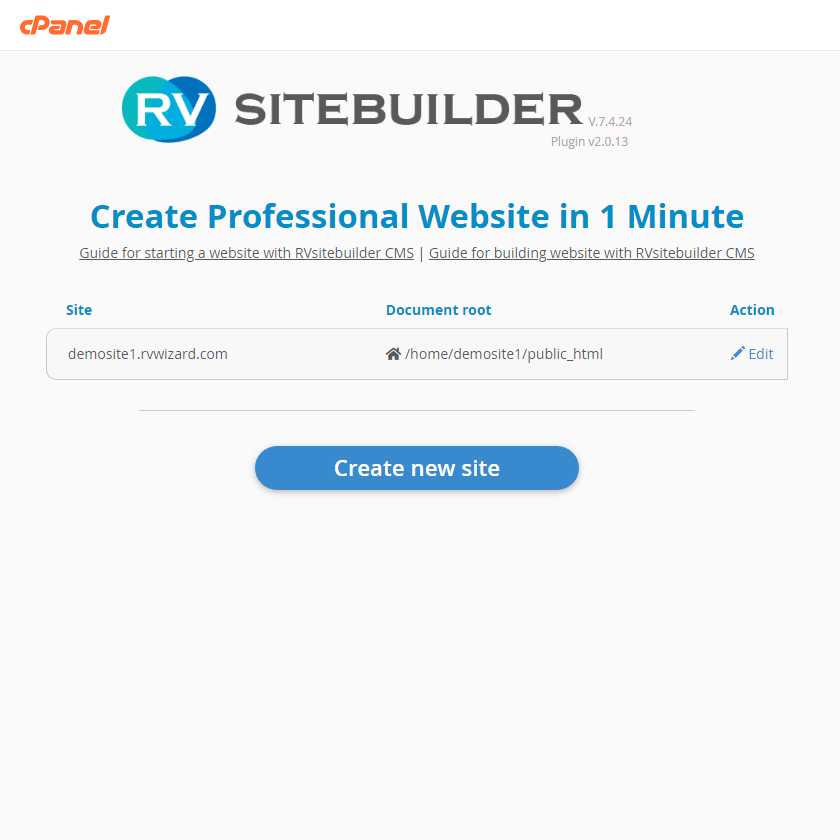 cPanel
RV SITEBUILDER V.7.4.24
Plugin v2.0.13
Create Professional Website in 1 Minute
Guide for starting a website with RVsitebuilder CMS | Guide for building website with RVsitebuilder CMS
Site Document root Action
demosite1.rvwizard.com /home/demosite1/public_html Edit
Create new site